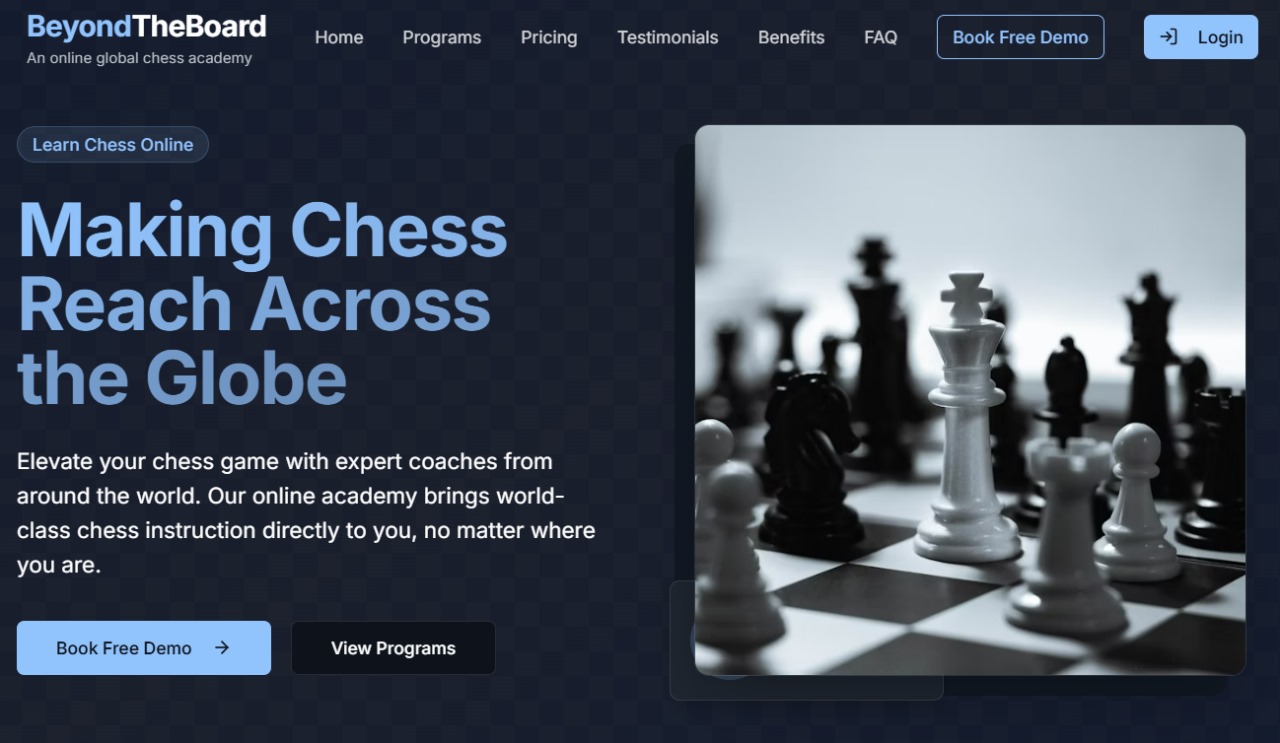 BeyondTheBoard
An online global chess academy
Home
Programs
Pricing
Testimonials
Benefits
FAQ
Book Free Demo
Login
Learn Chess Online
Making Chess
Reach Across
the Globe
Elevate your chess game with expert coaches from
around the world. Our online academy brings world-
class chess instruction directly to you, no matter where
you are.
Book Free Demo
View Programs